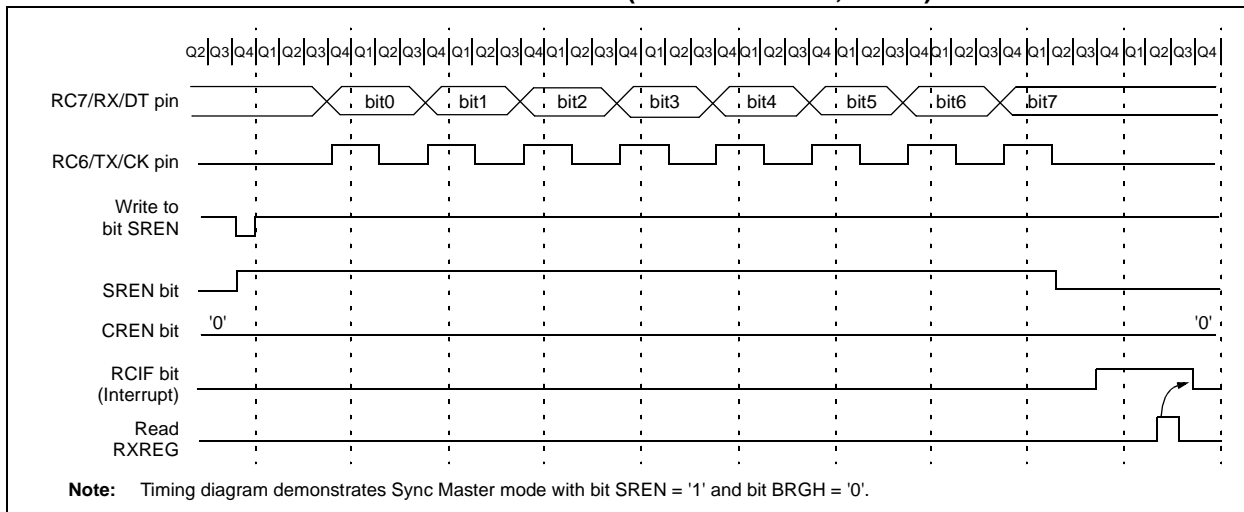 Q2 Q3 Q4 Q1 Q2 Q3 Q4 Q1 Q2 Q3 Q4 Q1 Q2 Q3 Q4 Q1 Q2 Q3 Q4 Q1 Q2 Q3 Q4 Q1 Q2 Q3 Q4 Q1 Q2 Q3 Q4 Q1 Q2 Q3 Q4 Q1 Q2 Q3 Q4 Q1 Q2 Q3 Q4
RC7/RX/DT pin bit0 bit1 bit2 bit3 bit4 bit5 bit6 bit7
RC6/TX/CK pin
Write to
bit SREN
SREN bit
CREN bit '0' '0'
RCIF bit
(Interrupt)
Read
RXREG
Note: Timing diagram demonstrates Sync Master mode with bit SREN = '1' and bit BRGH = '0'.